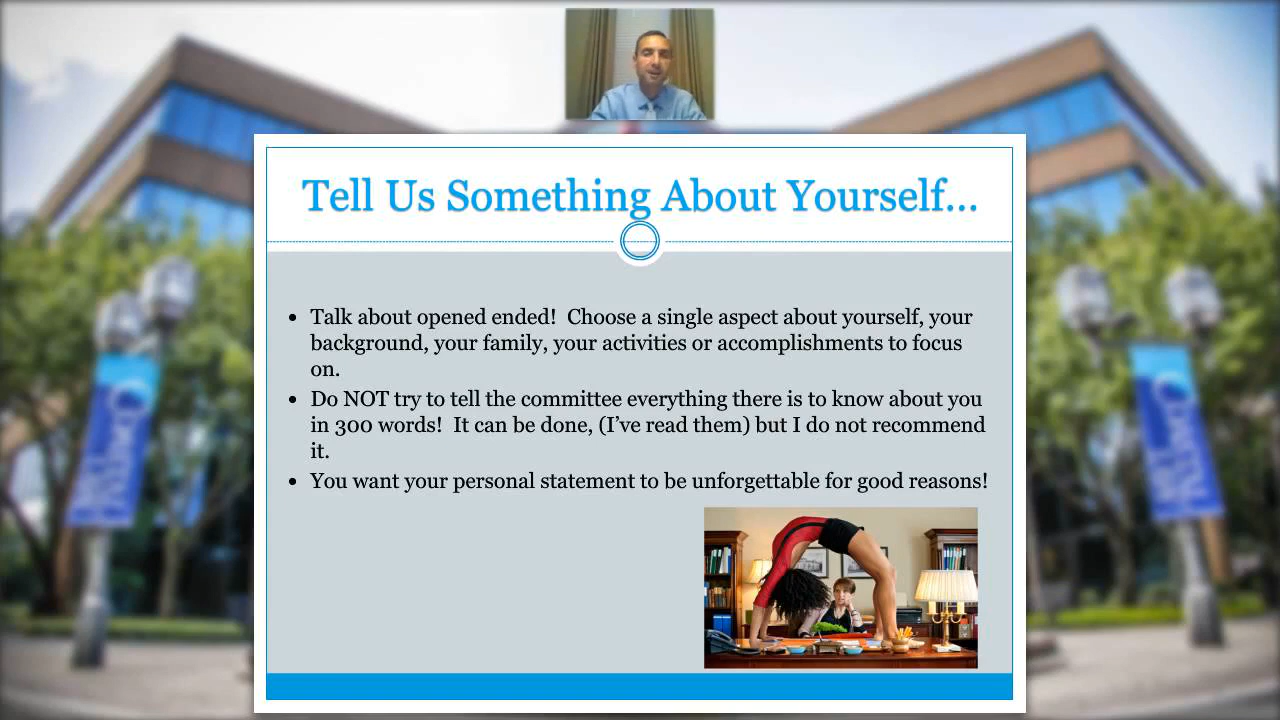 Tell Us Something About Yourself...
• Talk about opened ended!  Choose a single aspect about yourself, your
background, your family, your activities or accomplishments to focus
on.
• Do NOT try to tell the committee everything there is to know about you
in 300 words!  It can be done, (I’ve read them) but I do not recommend
it.
• You want your personal statement to be unforgettable for good reasons!